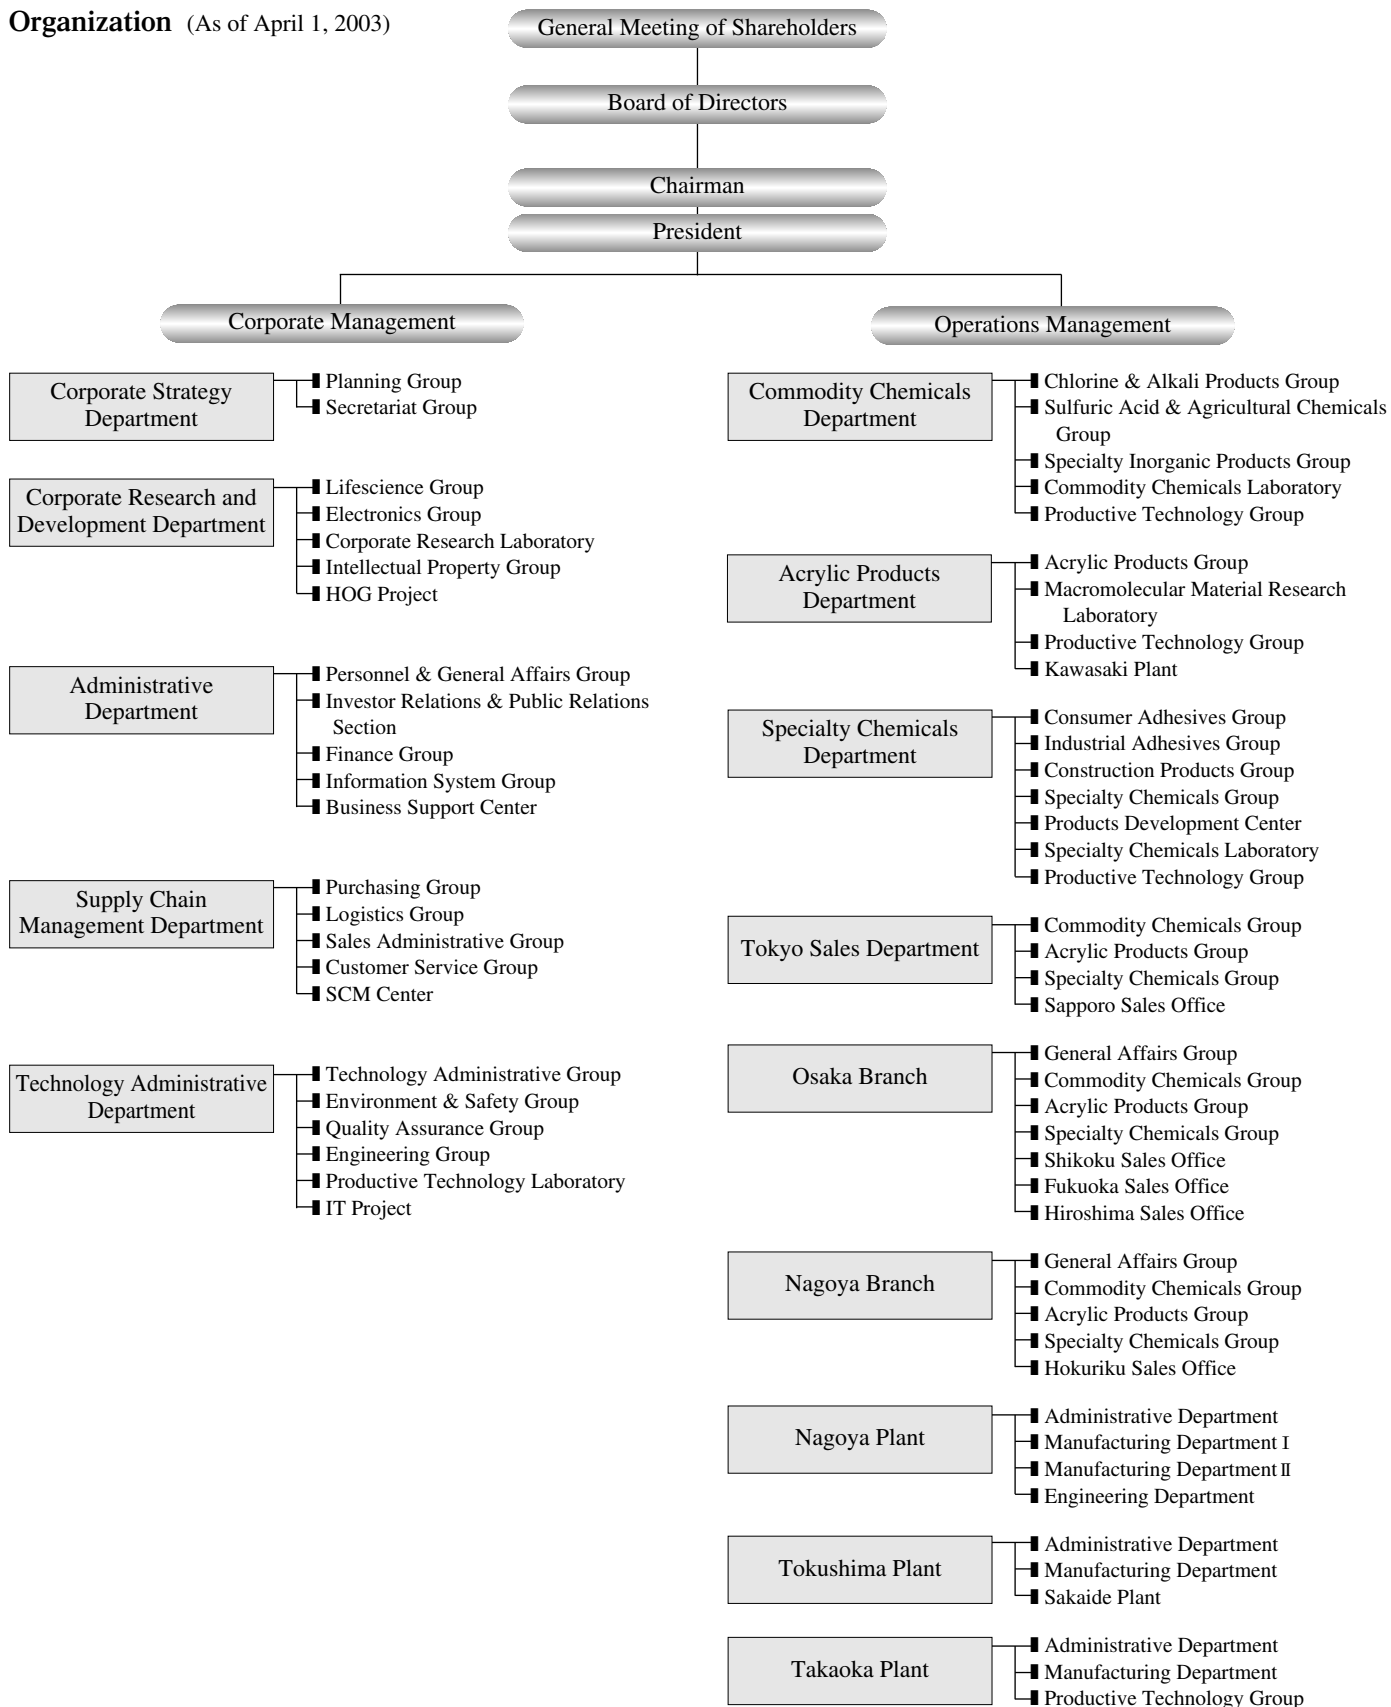 Organization (As of April 1, 2003)
General Meeting of Shareholders
Board of Directors
Chairman
President
Corporate Management
Corporate Strategy
Department
Planning Group
Secretariat Group
Corporate Research and
Development Department
Lifescience Group
Electronics Group
Corporate Research Laboratory
Intellectual Property Group
HOG Project
Administrative
Department
Personnel & General Affairs Group
Investor Relations & Public Relations
Section
Finance Group
Information System Group
Business Support Center
Supply Chain
Management Department
Purchasing Group
Logistics Group
Sales Administrative Group
Customer Service Group
SCM Center
Technology Administrative
Department
Technology Administrative Group
Environment & Safety Group
Quality Assurance Group
Engineering Group
Productive Technology Laboratory
IT Project
Operations Management
Commodity Chemicals
Department
Chlorine & Alkali Products Group
Sulfuric Acid & Agricultural Chemicals
Group
Specialty Inorganic Products Group
Commodity Chemicals Laboratory
Productive Technology Group
Acrylic Products
Department
Acrylic Products Group
Macromolecular Material Research
Laboratory
Productive Technology Group
Kawasaki Plant
Specialty Chemicals
Department
Consumer Adhesives Group
Industrial Adhesives Group
Construction Products Group
Specialty Chemicals Group
Products Development Center
Specialty Chemicals Laboratory
Productive Technology Group
Tokyo Sales Department
Commodity Chemicals Group
Acrylic Products Group
Specialty Chemicals Group
Sapporo Sales Office
Osaka Branch
General Affairs Group
Commodity Chemicals Group
Acrylic Products Group
Specialty Chemicals Group
Shikoku Sales Office
Fukuoka Sales Office
Hiroshima Sales Office
Nagoya Branch
General Affairs Group
Commodity Chemicals Group
Acrylic Products Group
Specialty Chemicals Group
Hokuriku Sales Office
Nagoya Plant
Administrative Department
Manufacturing Department I
Manufacturing Department II
Engineering Department
Tokushima Plant
Administrative Department
Manufacturing Department
Sakaide Plant
Takaoka Plant
Administrative Department
Manufacturing Department
Productive Technology Group